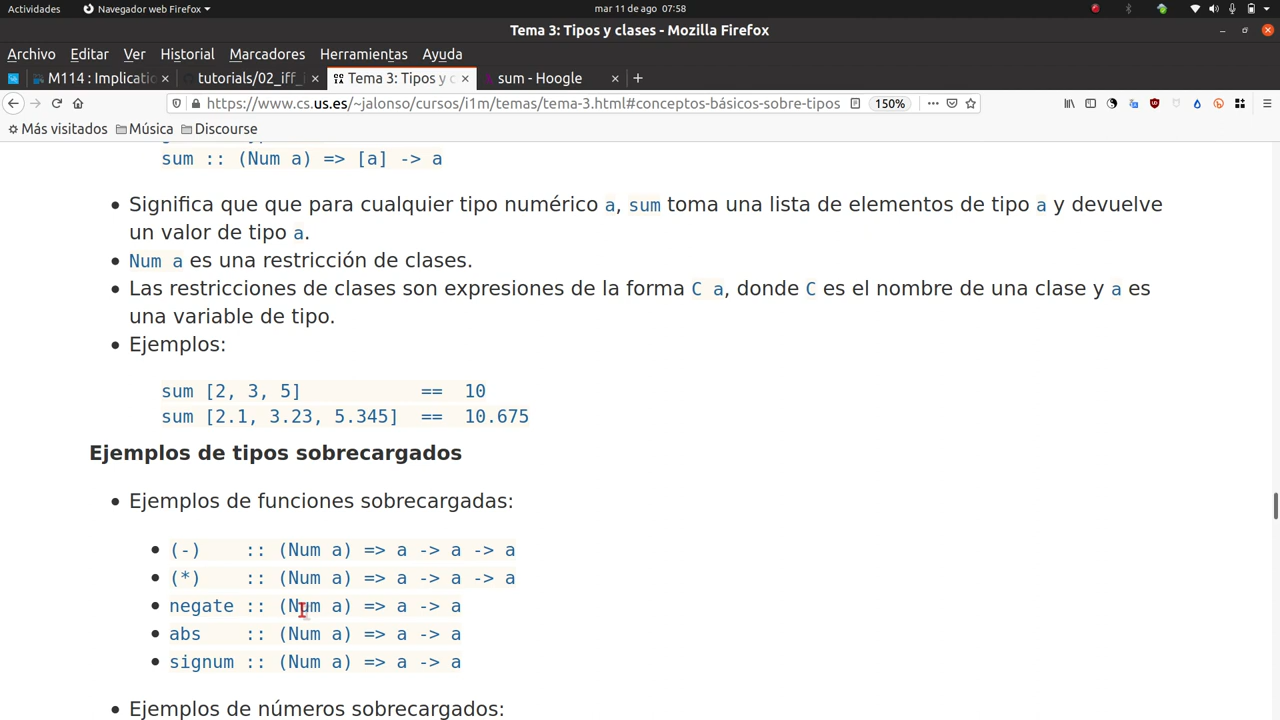 Actividades Navegador web Firefox mar 11 de ago 07:58
Tema 3: Tipos y clases - Mozilla Firefox
Archivo Editar Ver Historial Marcadores Herramientas Ayuda
M114 : Implicatio tutorials/02_iff_i Tema 3: Tipos y c sum - Hoogle
https://www.cs.us.es/~jalonso/cursos/i1m/temas/tema-3.html#conceptos-básicos-sobre-tipos 150%
Más visitados Música Discourse
sum :: (Num a) => [a] -> a
• Significa que que para cualquier tipo numérico a, sum toma una lista de elementos de tipo a y devuelve
un valor de tipo a.
• Num a es una restricción de clases.
• Las restricciones de clases son expresiones de la forma C a, donde C es el nombre de una clase y a es
una variable de tipo.
• Ejemplos:
sum [2, 3, 5] == 10
sum [2.1, 3.23, 5.345] == 10.675
Ejemplos de tipos sobrecargados
• Ejemplos de funciones sobrecargadas:
• (-) :: (Num a) => a -> a -> a
• (*) :: (Num a) => a -> a -> a
• negate :: (Num a) => a -> a
• abs :: (Num a) => a -> a
• signum :: (Num a) => a -> a
• Ejemplos de números sobrecargados: